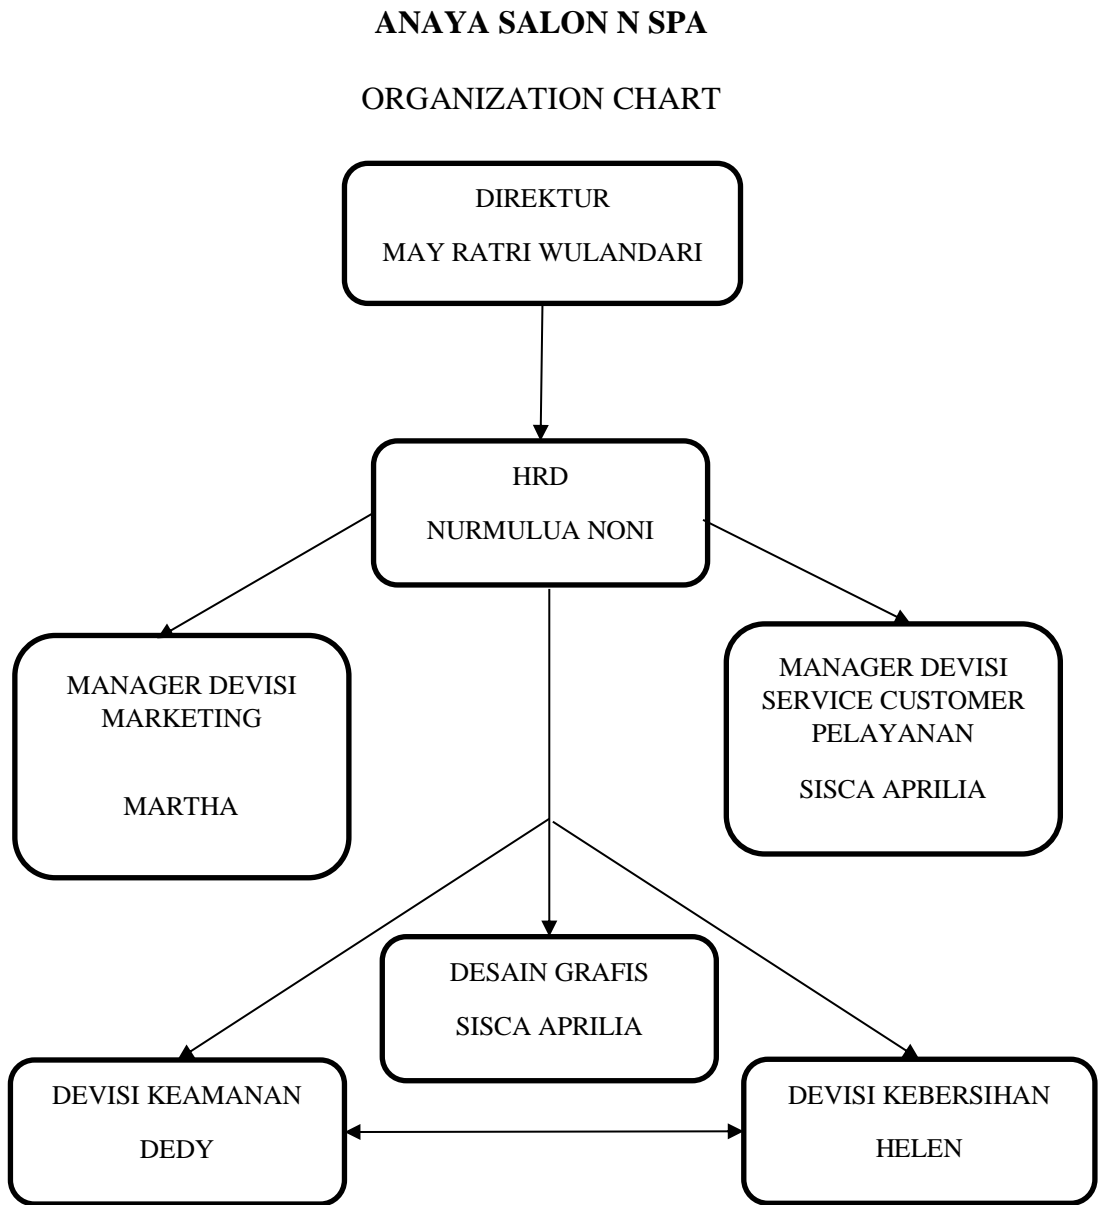 ANAYA SALON N SPA
ORGANIZATION CHART
DIREKTUR
MAY RATRI WULANDARI
HRD
NURMULUA NONI
MANAGER DEVISI
MARKETING
MARTHA
MANAGER DEVISI
SERVICE CUSTOMER
PELAYANAN
SISCA APRILIA
DESAIN GRAFIS
SISCA APRILIA
DEVISI KEAMANAN
DEDY
DEVISI KEBERSIHAN
HELEN